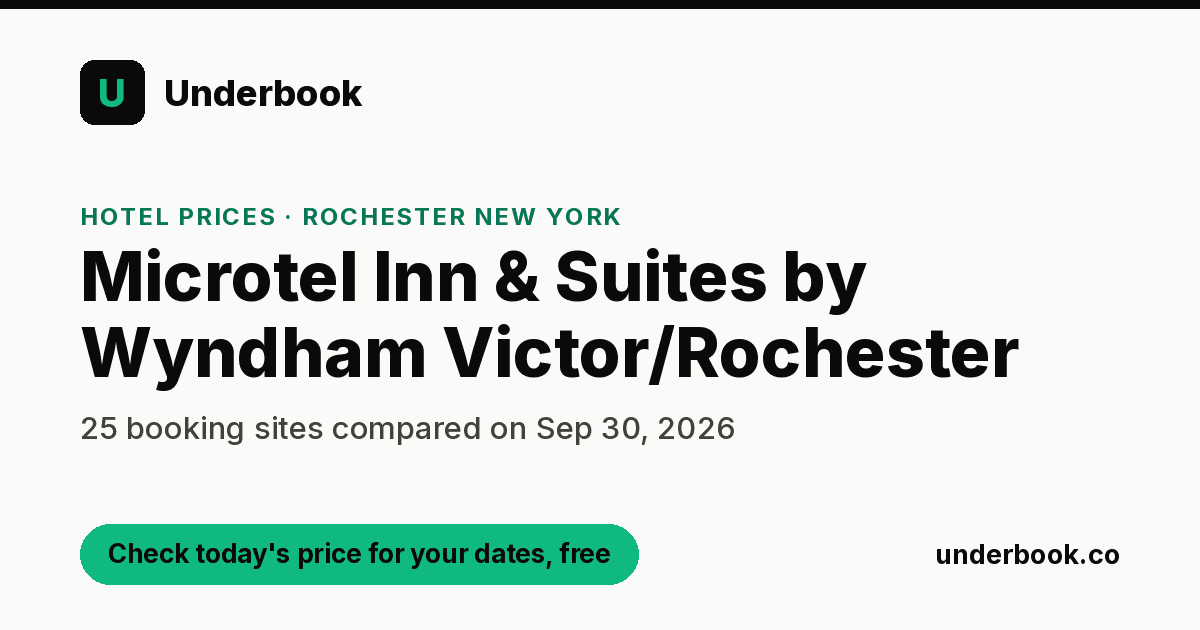 U Underbook
HOTEL PRICES · ROCHESTER NEW YORK
Microtel Inn & Suites by
Wyndham Victor/Rochester
25 booking sites compared on Sep 30, 2026
Check today's price for your dates, free
underbook.co